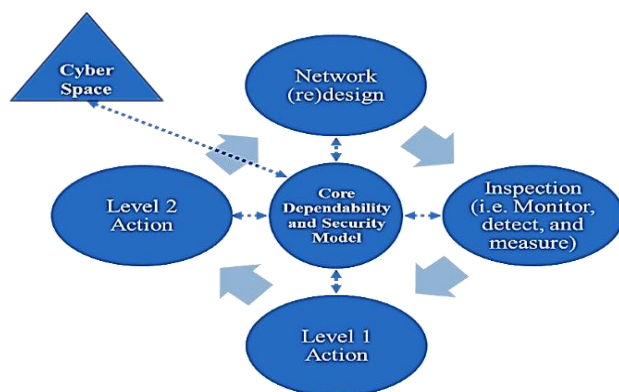 Cyber
Space
Network
(re)design
Level 2
Action
Core
Dependability
and Security
Model
Inspection
(i.e. Monitor,
detect, and
measure)
Level 1
Action